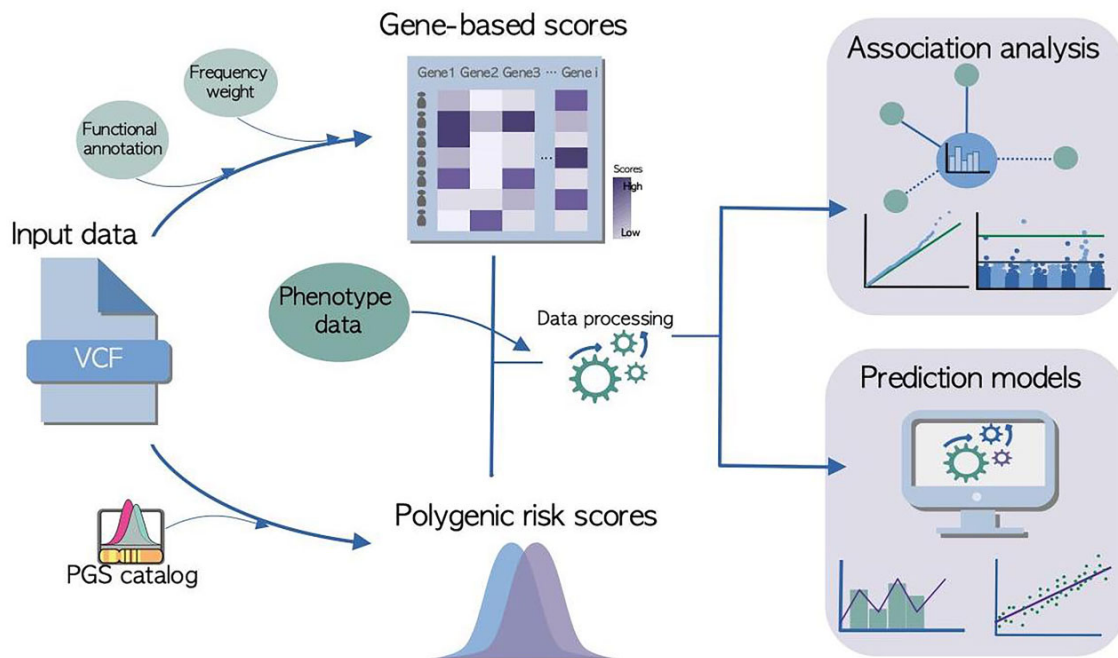 Gene-based scores
Frequency
weight
Functional
annotation
Gene1 Gene2 Gene3 ··· Gene i
···
Scores
High
Low
Input data
VCF
Phenotype
data
Data processing
PGS catalog
Polygenic risk scores
Association analysis
Prediction models